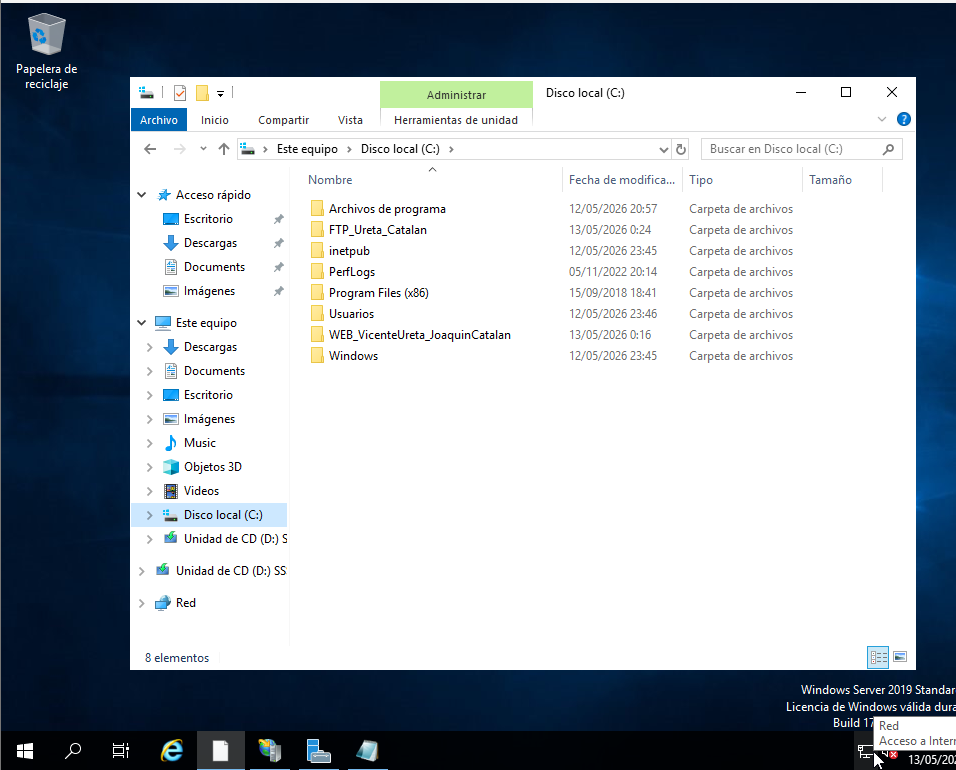 Papelera de
reciclaje
Administrar
Disco local (C:)
Archivo
Inicio
Compartir
Vista
Herramientas de unidad
Este equipo
Disco local (C:)
Buscar en Disco local (C:)
Nombre
Fecha de modifica...
Tipo
Tamaño
Acceso rápido
Escritorio
Descargas
Documents
Imágenes
Este equipo
Descargas
Documents
Escritorio
Imágenes
Music
Objetos 3D
Videos
Disco local (C:)
Unidad de CD (D:) S
Unidad de CD (D:) SS
Red
Archivos de programa 12/05/2026 20:57 Carpeta de archivos
FTP_Ureta_Catalan 13/05/2026 0:24 Carpeta de archivos
inetpub 12/05/2026 23:45 Carpeta de archivos
PerfLogs 05/11/2022 20:14 Carpeta de archivos
Program Files (x86) 15/09/2018 18:41 Carpeta de archivos
Usuarios 12/05/2026 23:46 Carpeta de archivos
WEB_VicenteUreta_JoaquinCatalan 13/05/2026 0:16 Carpeta de archivos
Windows 12/05/2026 23:45 Carpeta de archivos
8 elementos
Windows Server 2019 Standar
Licencia de Windows válida dura
Build 17
Red
Acceso a Inter
13/05/202